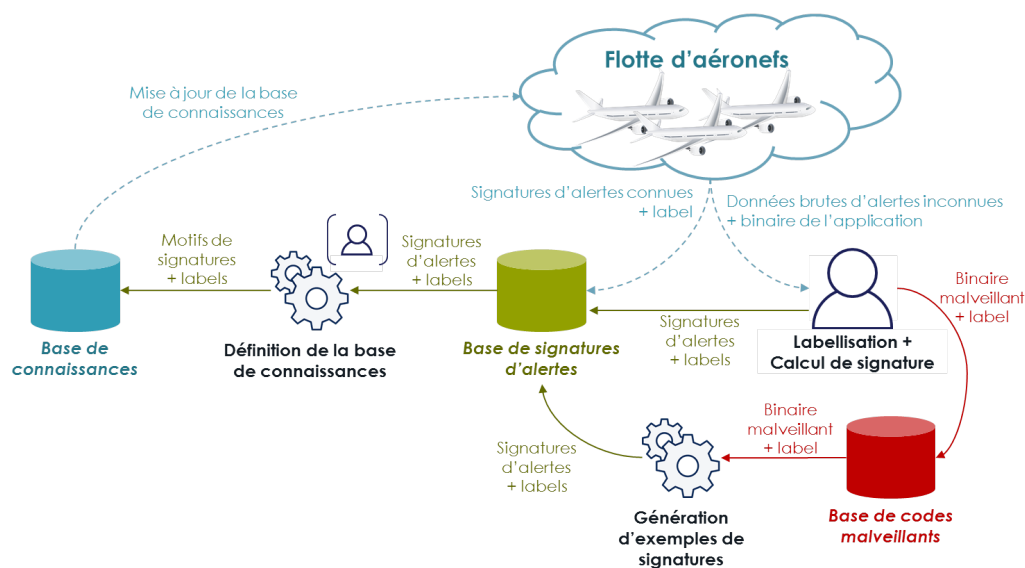 Flotte d'aéronefs
Mise à jour de la base
de connaissances
Signatures d'alertes connues
+ label
Données brutes d'alertes inconnues
+ binaire de l'application
Motifs de
signatures
+ labels
Signatures
d'alertes
+ labels
Binaire
malveillant
+ label
Signatures
d'alertes
+ labels
Base de
connaissances
Définition de la base
de connaissances
Base de signatures
d'alertes
Labellisation +
Calcul de signature
Signatures
d'alertes
+ labels
Binaire
malveillant
+ label
Génération
d'exemples de
signatures
Base de codes
malveillants